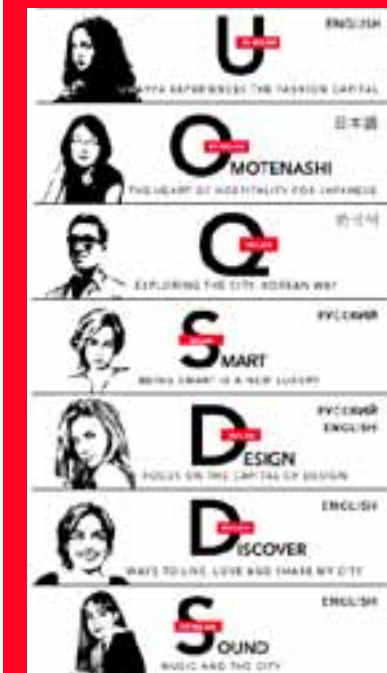 ENGLISH
U
EXPERIENCES THE FASHION CAPITAL
日本語
OMOTENASHI
THE HEART OF HOSPITALITY FOR JAPANESE
한국어
Q
EXPLORING THE CITY, KOREAN WAY
РУССКИЙ
SMART
BEING SMART IS A NEW LUXURY
РУССКИЙ
ENGLISH
DESIGN
FOCUS ON THE CAPITAL OF DESIGN
ENGLISH
DISCOVER
WAYS TO LIVE, LOVE AND SHARE MY CITY
ENGLISH
SOUND
MUSIC AND THE CITY